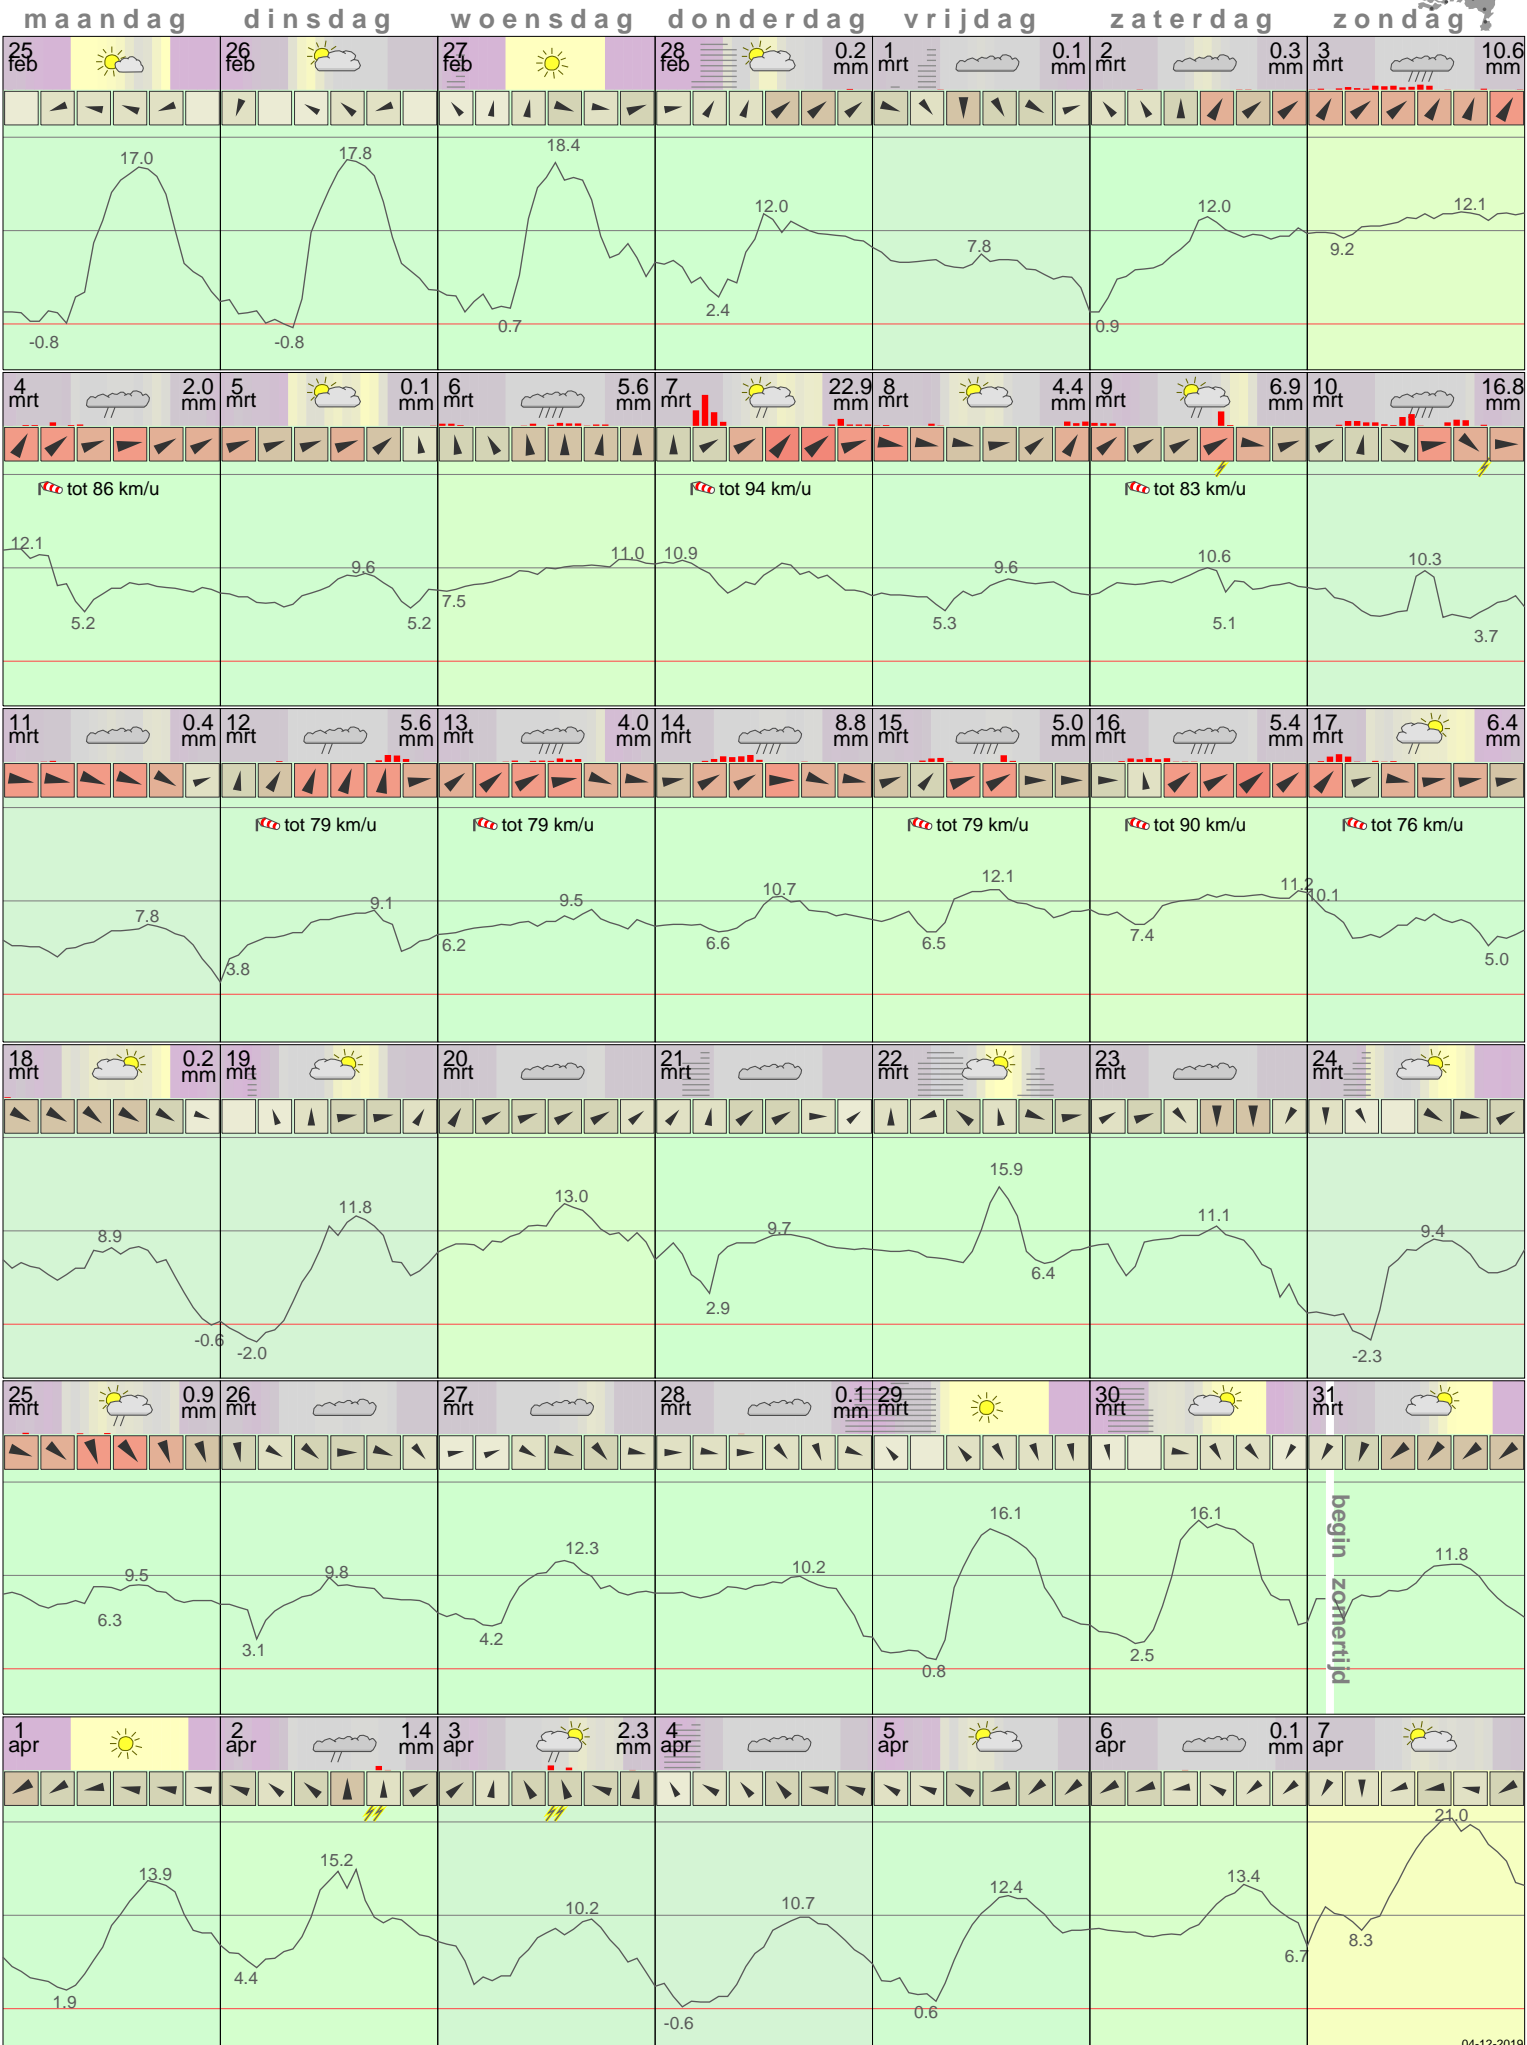 maandag dinsdag woensdag donderdag vrijdag zaterdag zondag
25 26 27 28 0.2 1 0.1 2 0.3 3 10.6
feb feb feb feb mm mrt mm mrt mm mrt mm
17.0 17.8 18.4 12.0 7.8 12.0 9.2 12.1
-0.8 -0.8 0.7 2.4 0.9
4 2.0 5 0.1 6 5.6 7 22.9 8 4.4 9 6.9 10 16.8
mrt mm mrt mm mrt mm mrt mm mrt mm mrt mm mrt mm
tot 86 km/u tot 94 km/u tot 83 km/u
12.1 9.6 11.0 10.9 9.6 10.6 10.3
5.2 5.2 7.5 5.3 5.1 3.7
11 0.4 12 5.6 13 4.0 14 8.8 15 5.0 16 5.4 17 6.4
mrt mm mrt mm mrt mm mrt mm mrt mm mrt mm mrt mm
tot 79 km/u tot 79 km/u tot 79 km/u tot 90 km/u tot 76 km/u
7.8 9.1 9.5 10.7 12.1 11.2 10.1
3.8 6.2 6.6 6.5 7.4 5.0
18 0.2 19 20 21 22 23 24
mrt mm mrt mrt mrt mrt mrt mrt
8.9 11.8 13.0 9.7 15.9 11.1 9.4
-0.6 -2.0 2.9 6.4 -2.3
25 0.9 26 27 28 0.1 29 30 31
mrt mm mrt mrt mrt mm mrt mrt mrt
begin zomertijd
9.5 9.8 12.3 10.2 16.1 16.1 11.8
6.3 3.1 4.2 0.8 2.5
1 2 1.4 3 2.3 4 5 6 0.1 7
apr apr mm apr mm apr apr apr mm apr
13.9 15.2 10.2 10.7 12.4 13.4 21.0
1.9 4.4 -0.6 0.6 6.7 8.3
04-12-2019